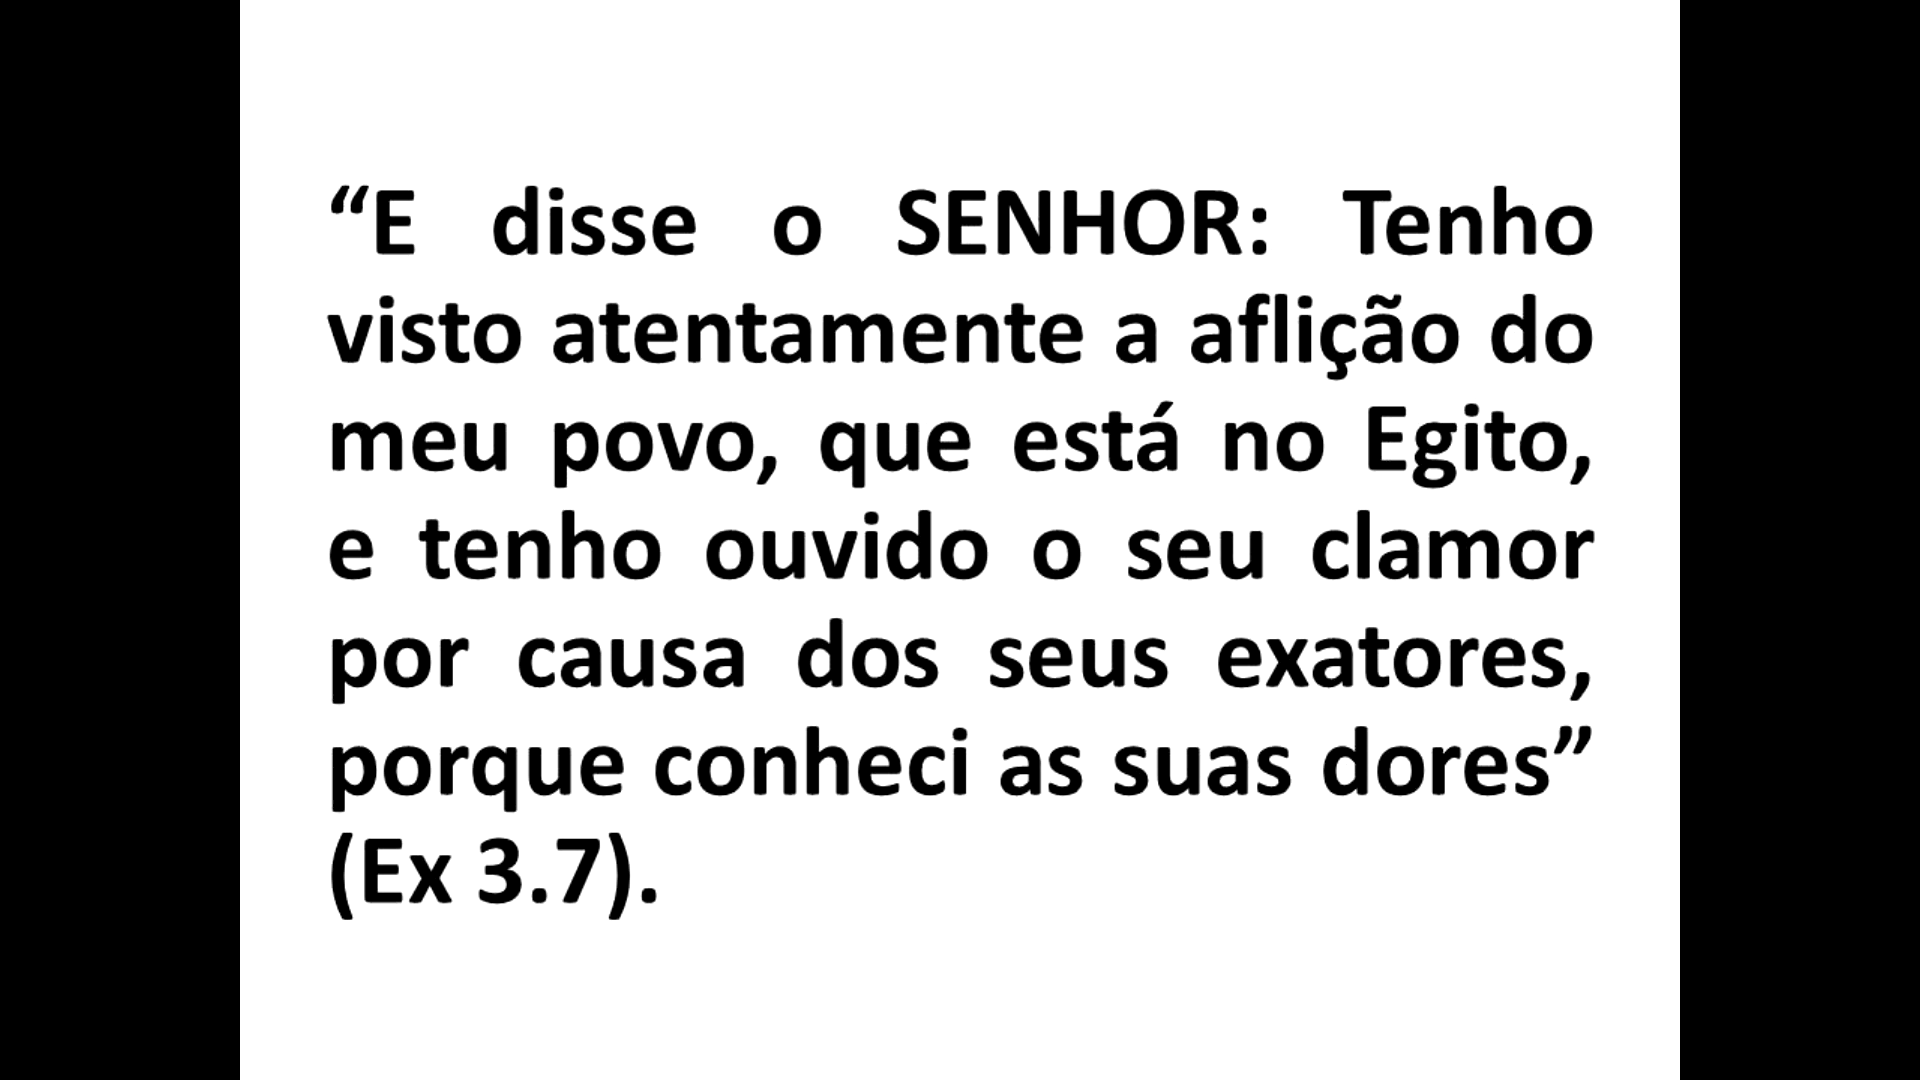 “E disse o SENHOR: Tenho
visto atentamente a aflição do
meu povo, que está no Egito,
e tenho ouvido o seu clamor
por causa dos seus exatores,
porque conheci as suas dores”
(Ex 3.7).